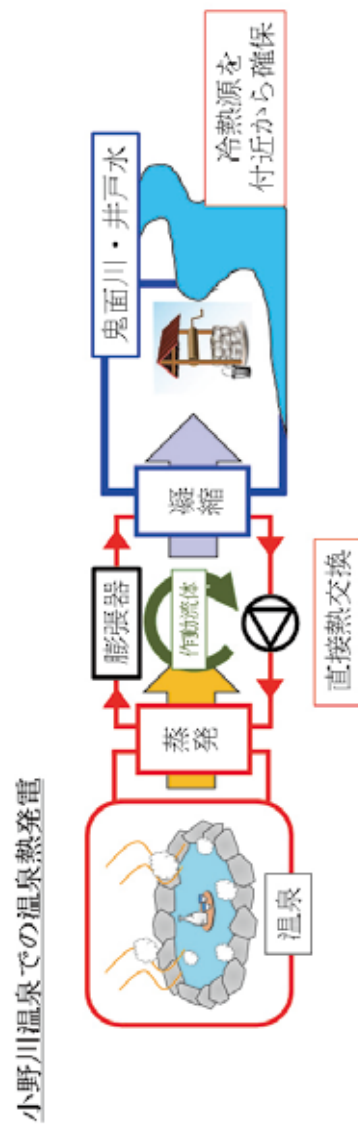 小野川温泉での温泉熱発電
温泉
蒸発
膨張器
作動流体
凝縮
鬼面川・井戸水
直接熱交換
冷熱源を
付近から確保